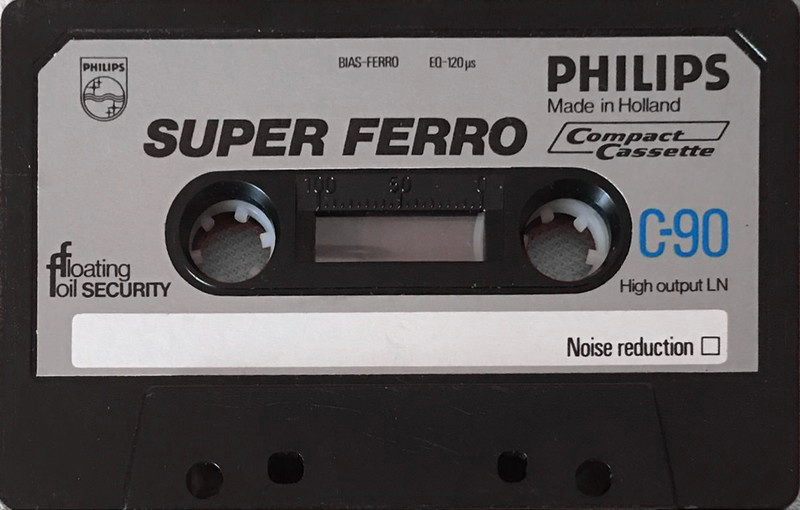 PHILIPS
BIAS-FERRO EQ-120 µs
PHILIPS
Made in Holland
SUPER FERRO
Compact
Cassette
100 50 0
C-90
floating
foil SECURITY
High output LN
Noise reduction